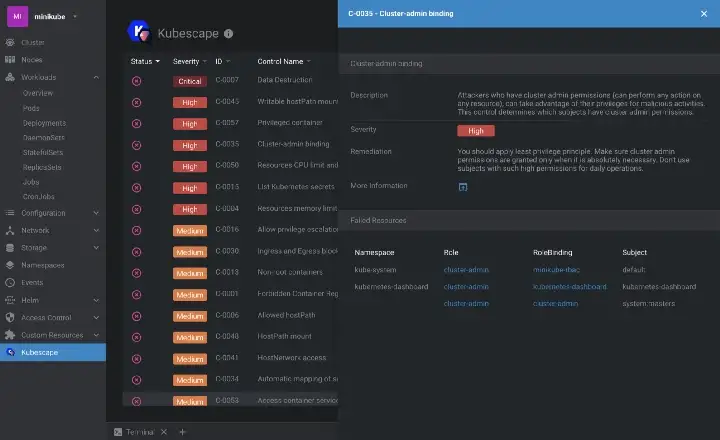 MI minikube
Cluster
Nodes
Workloads
Overview
Pods
Deployments
DaemonSets
StatefulSets
ReplicaSets
Jobs
CronJobs
Configuration
Network
Storage
Namespaces
Events
Helm
Access Control
Custom Resources
Kubescape
Kubescape
Status Severity ID Control Name
Critical C-0007 Data Destruction
High C-0045 Writable hostPath mount
High C-0057 Privileged container
High C-0035 Cluster-admin binding
High C-0050 Resources CPU limit and
High C-0015 List Kubernetes secrets
High C-0004 Resources memory limit
Medium C-0016 Allow privilege escalation
Medium C-0030 Ingress and Egress block
Medium C-0013 Non-root containers
Medium C-0001 Forbidden Container Reg
Medium C-0006 Allowed hostPath
Medium C-0048 HostPath mount
Medium C-0041 HostNetwork access
Medium C-0034 Automatic mapping of s
Medium C-0053 Access container service
Terminal
C-0035 - Cluster-admin binding
Cluster-admin binding
Description Attackers who have cluster admin permissions (can perform any action on
any resource), can take advantage of their privileges for malicious activities.
This control determines which subjects have cluster admin permissions.
Severity High
Remediation You should apply least privilege principle. Make sure cluster admin
permissions are granted only when it is absolutely necessary. Don't use
subjects with such high permissions for daily operations.
More Information
Failed Resources
Namespace Role RoleBinding Subject
kube-system cluster-admin minikube-rbac default;
kubernetes-dashboard cluster-admin kubernetes-dashboard kubernetes-dashboard
cluster-admin cluster-admin system:masters